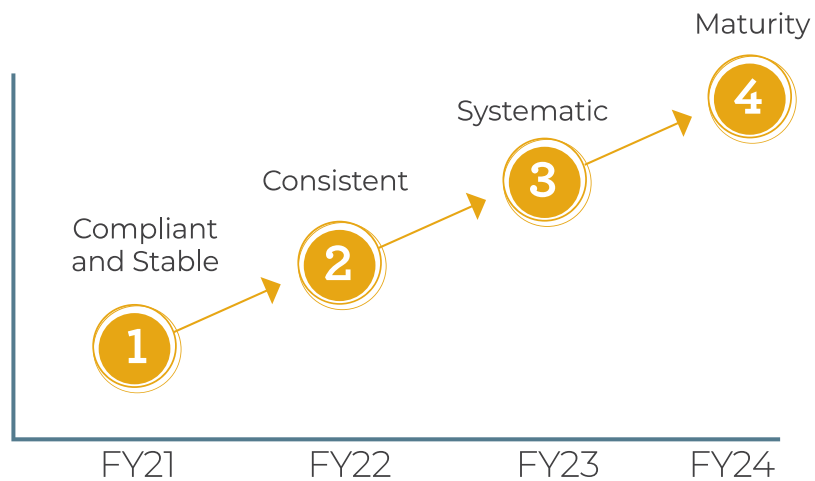 Maturity
4
Systematic
3
Consistent
2
Compliant
and Stable
1
FY21 FY22 FY23 FY24